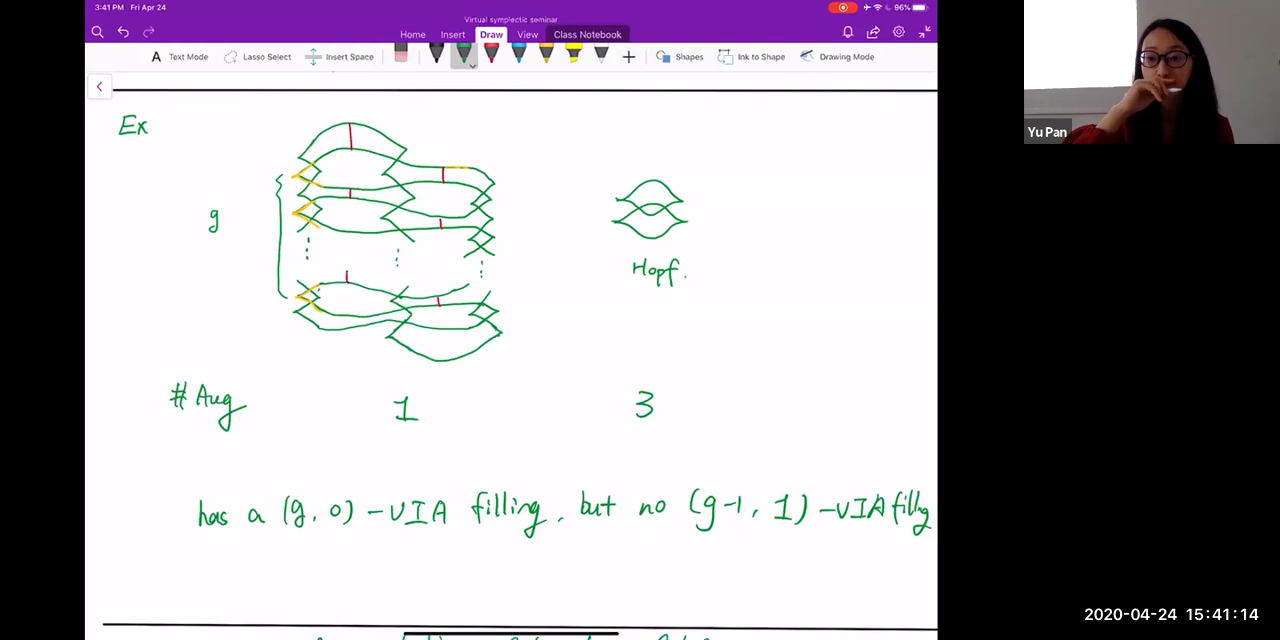 3:41 PM Fri Apr 24
96%
Virtual symplectic seminar
Home Insert Draw View Class Notebook
Text Mode Lasso Select Insert Space Shapes Ink to Shape Drawing Mode
Yu Pan
Ex
g
Hopf.
# Aug 1 3
has a (g, 0) - VIA filling, but no (g-1, 1) - VIA filling
2020-04-24 15:41:14